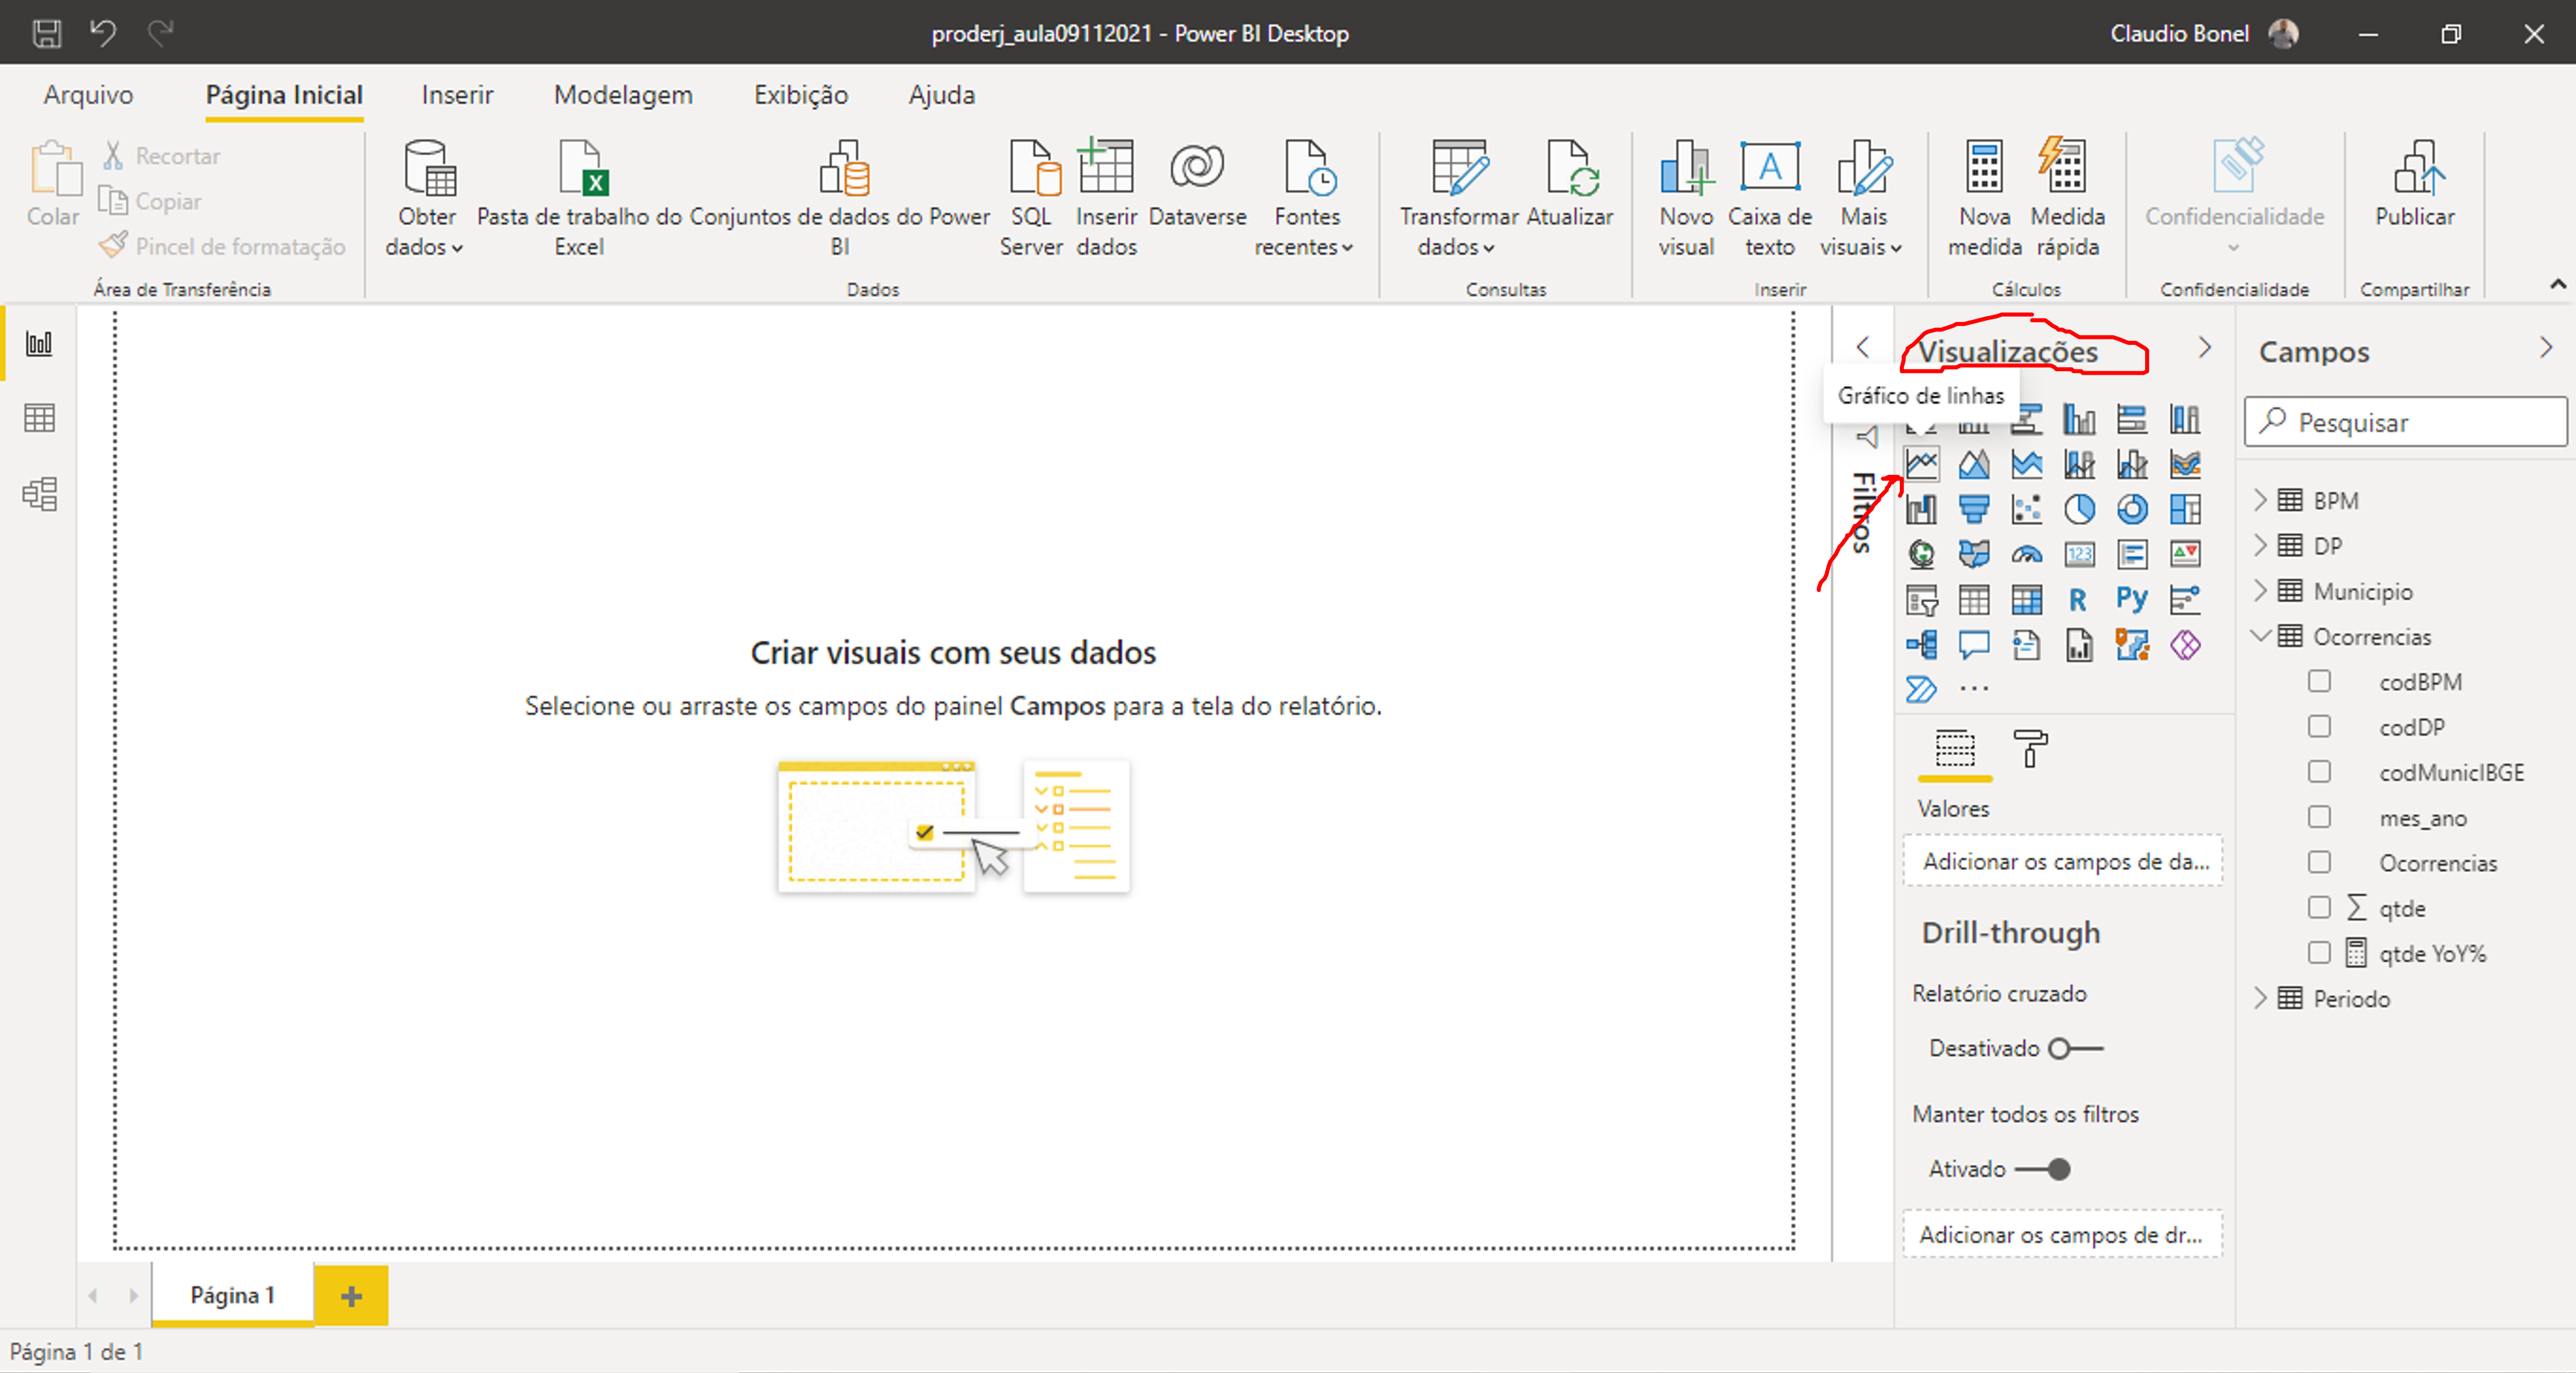 proderj_aula09112021 - Power BI Desktop
Claudio Bonel
Arquivo
Página Inicial
Inserir
Modelagem
Exibição
Ajuda
Colar
Recortar
Copiar
Pincel de formatação
Área de Transferência
Obter
dados
Pasta de trabalho do
Excel
Conjuntos de dados do Power
BI
SQL
Server
Inserir
dados
Dataverse
Fontes
recentes
Dados
Transformar
dados
Atualizar
Consultas
Novo
visual
A
Caixa de
texto
Mais
visuais
Inserir
Nova
medida
Medida
rápida
Cálculos
Confidencialidade
Confidencialidade
Publicar
Compartilhar
Criar visuais com seus dados
Selecione ou arraste os campos do painel Campos para a tela do relatório.
Filtros
Visualizações
Gráfico de linhas
123
R
Py
...
Valores
Adicionar os campos de da...
Drill-through
Relatório cruzado
Desativado
Manter todos os filtros
Ativado
Adicionar os campos de dr...
Campos
Pesquisar
BPM
DP
Municipio
Ocorrencias
codBPM
codDP
codMunicIBGE
mes_ano
Ocorrencias
∑ qtde
qtde YoY%
Periodo
Página 1
+
Página 1 de 1